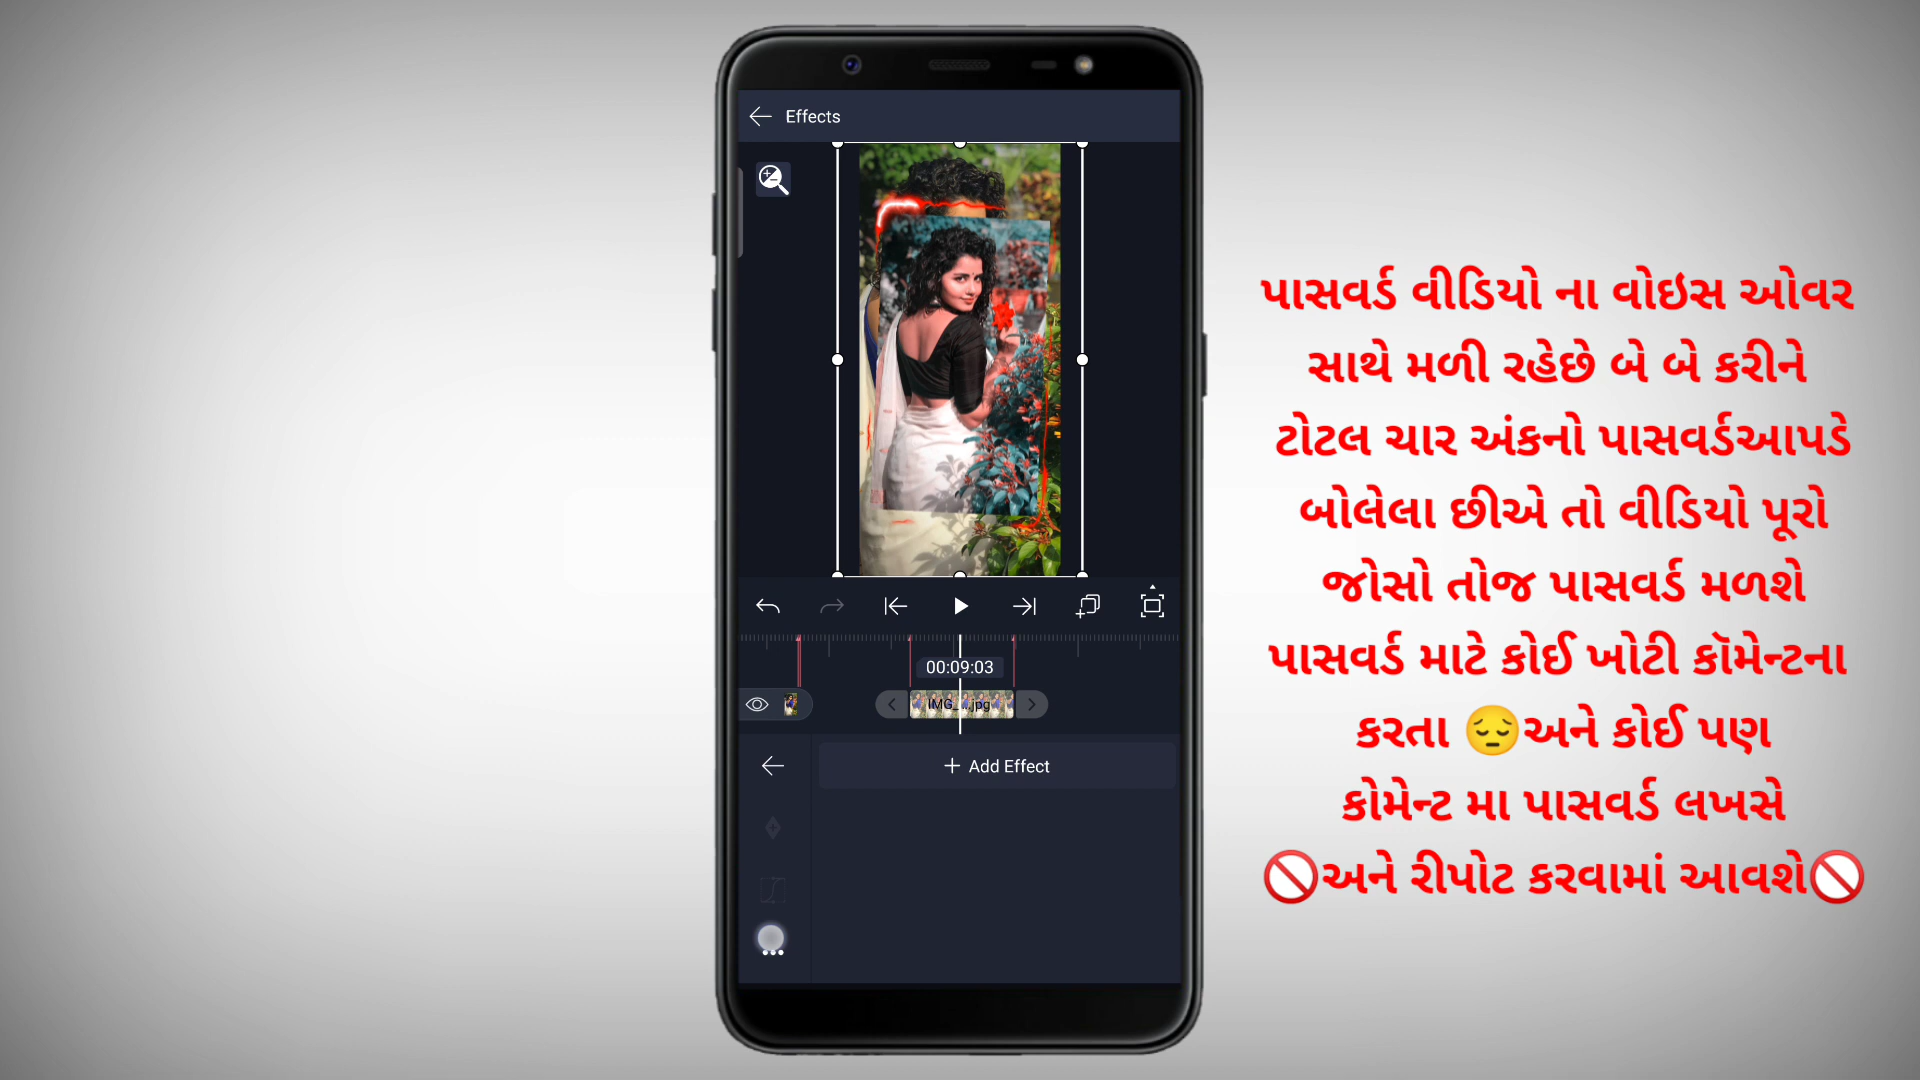 Effects
00:09:03
IMG_...jpg
+ Add Effect
પાસવર્ડ વીડિયો ના વોઇસ ઓવર
સાથે મળી રહેછે બે બે કરીને
ટોટલ ચાર અંકનો પાસવર્ડઆપડે
બોલેલા છીએ તો વીડિયો પૂરો
જોસો તોજ પાસવર્ડ મળશે
પાસવર્ડ માટે કોઈ ખોટી કૉમેન્ટના
કરતા 😔અને કોઈ પણ
કોમેન્ટ મા પાસવર્ડ લખસે
🚫અને રીપોટ કરવામાં આવશે🚫